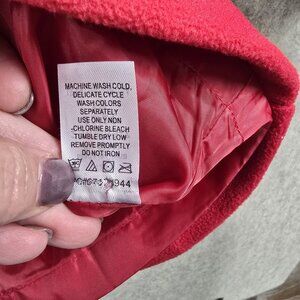 MACHINE WASH COLD,
DELICATE CYCLE
WASH COLORS
SEPARATELY
USE ONLY NON
-CHLORINE BLEACH
TUMBLE DRY LOW
REMOVE PROMPTLY
DO NOT IRON